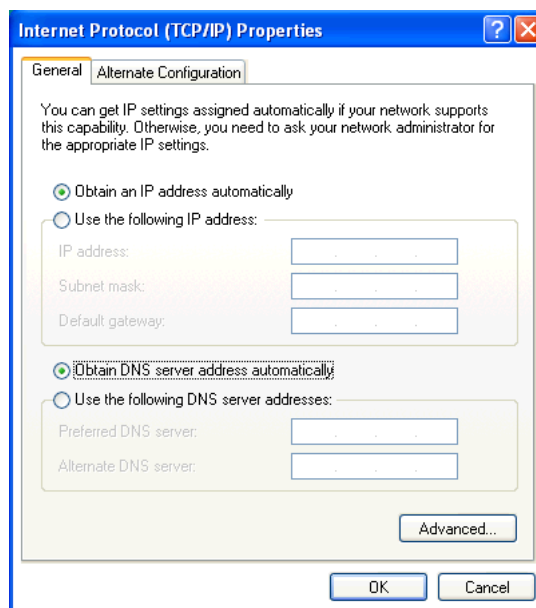 Internet Protocol (TCP/IP) Properties
General
Alternate Configuration
You can get IP settings assigned automatically if your network supports
this capability. Otherwise, you need to ask your network administrator for
the appropriate IP settings.
Obtain an IP address automatically
Use the following IP address:
IP address:
Subnet mask:
Default gateway:
Obtain DNS server address automatically
Use the following DNS server addresses:
Preferred DNS server:
Alternate DNS server:
Advanced...
OK
Cancel